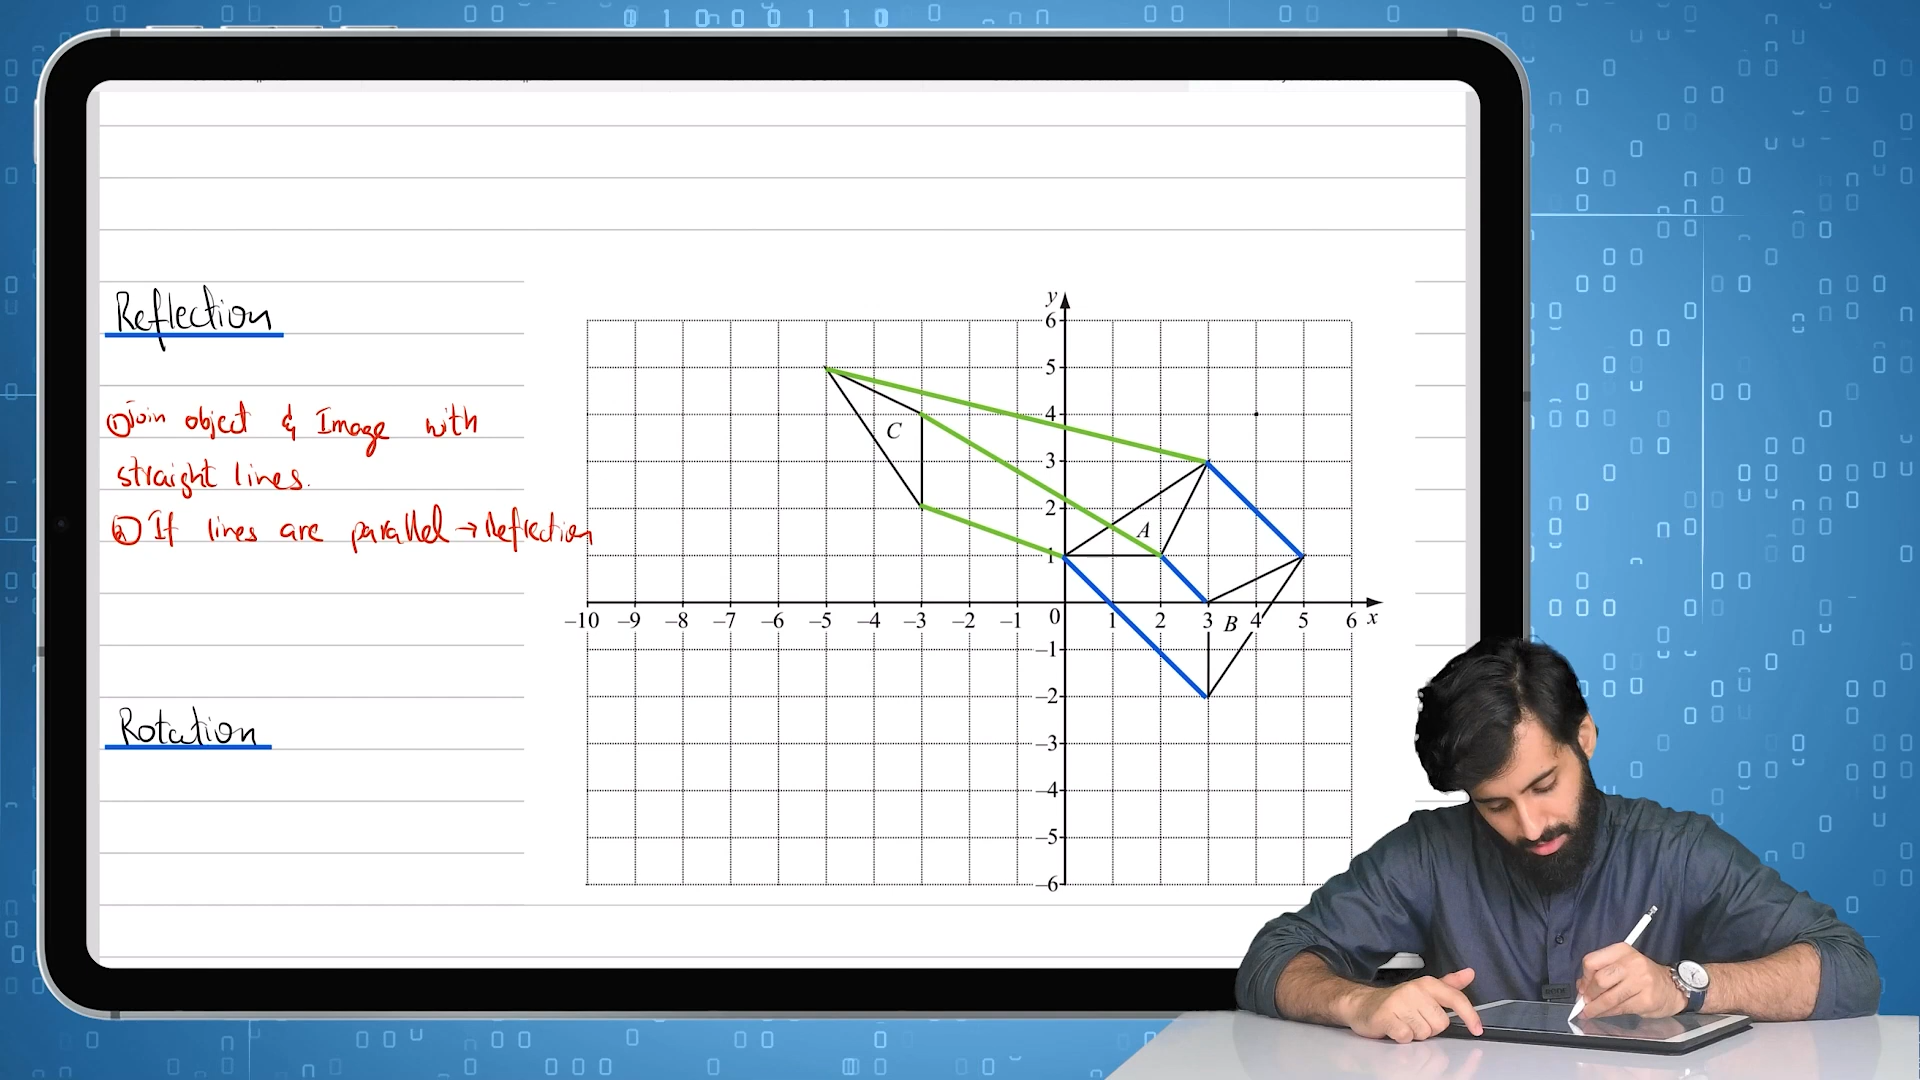 Reflection
① Join object & Image with
straight lines.
② If lines are parallel → Reflection
Rotation
y
6
5
4
3
2
1
C
A
–10 –9 –8 –7 –6 –5 –4 –3 –2 –1 0 1 2 3 B 4 5 6 x
–1
–2
–3
–4
–5
–6